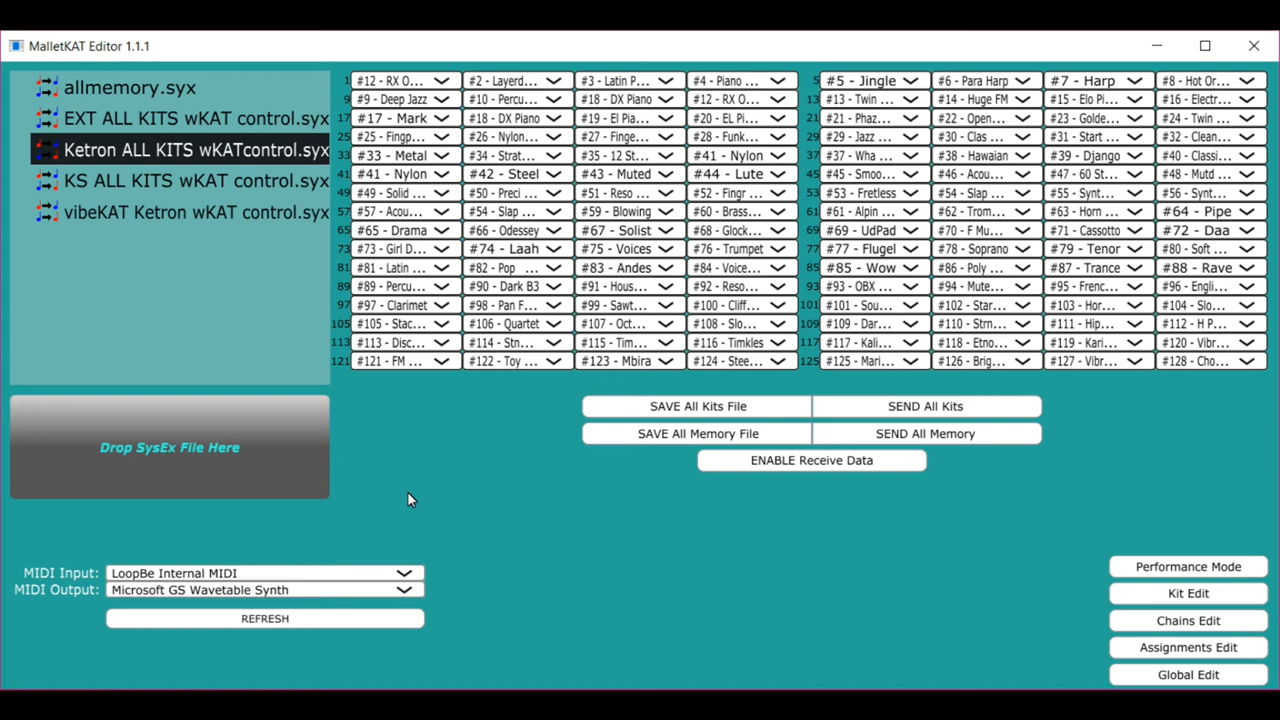 MalletKAT Editor 1.1.1
allmemory.syx
EXT ALL KITS wKAT control.syx
Ketron ALL KITS wKATcontrol.syx
KS ALL KITS wKAT control.syx
vibeKAT Ketron wKAT control.syx
1 #12 - RX O... #2 - Layerd... #3 - Latin P... #4 - Piano ... 5 #5 - Jingle #6 - Para Harp #7 - Harp #8 - Hot Or...
9 #9 - Deep Jazz #10 - Percu... #18 - DX Piano #12 - RX O... 13 #13 - Twin ... #14 - Huge FM #15 - Elo Pi... #16 - Electr...
17 #17 - Mark #18 - DX Piano #19 - El Pia... #20 - EL Pi... 21 #21 - Phaz... #22 - Open... #23 - Golde... #24 - Twin ...
25 #25 - Fingp... #26 - Nylon... #27 - Finge... #28 - Funk... 29 #29 - Jazz ... #30 - Clas ... #31 - Start ... #32 - Clean...
33 #33 - Metal #34 - Strat... #35 - 12 St... #41 - Nylon 37 #37 - Wha ... #38 - Hawaian #39 - Django #40 - Classi...
41 #41 - Nylon #42 - Steel #43 - Muted #44 - Lute 45 #45 - Smoo... #46 - Acou... #47 - 60 St... #48 - Mutd ...
49 #49 - Solid ... #50 - Preci ... #51 - Reso ... #52 - Fingr ... 53 #53 - Fretless #54 - Slap ... #55 - Synt... #56 - Synt...
57 #57 - Acou... #54 - Slap ... #59 - Blowing #60 - Brass... 61 #61 - Alpin ... #62 - Trom... #63 - Horn ... #64 - Pipe
65 #65 - Drama #66 - Odessey #67 - Solist #68 - Glock... 69 #69 - UdPad #70 - F Mu... #71 - Cassotto #72 - Daa
73 #73 - Girl D... #74 - Laah #75 - Voices #76 - Trumpet 77 #77 - Flugel #78 - Soprano #79 - Tenor #80 - Soft ...
81 #81 - Latin ... #82 - Pop ... #83 - Andes #84 - Voice... 85 #85 - Wow #86 - Poly ... #87 - Trance #88 - Rave
89 #89 - Percu... #90 - Dark B3 #91 - Hous... #92 - Reso... 93 #93 - OBX ... #94 - Mute... #95 - Frenc... #96 - Engli...
97 #97 - Clarimet #98 - Pan F... #99 - Sawt... #100 - Cliff... 101 #101 - Sou... #102 - Star... #103 - Hor... #104 - Slo...
105 #105 - Stac... #106 - Quartet #107 - Oct... #108 - Slo... 109 #109 - Dar... #110 - Strn... #111 - Hip... #112 - H P...
113 #113 - Disc... #114 - Stn... #115 - Tim... #116 - Timkles 117 #117 - Kali... #118 - Etno... #119 - Kari... #120 - Vibr...
121 #121 - FM ... #122 - Toy ... #123 - Mbira #124 - Stee... 125 #125 - Mari... #126 - Brig... #127 - Vibr... #128 - Cho...
SAVE All Kits File SEND All Kits
SAVE All Memory File SEND All Memory
ENABLE Receive Data
Drop SysEx File Here
MIDI Input: LoopBe Internal MIDI
MIDI Output: Microsoft GS Wavetable Synth
REFRESH
Performance Mode
Kit Edit
Chains Edit
Assignments Edit
Global Edit